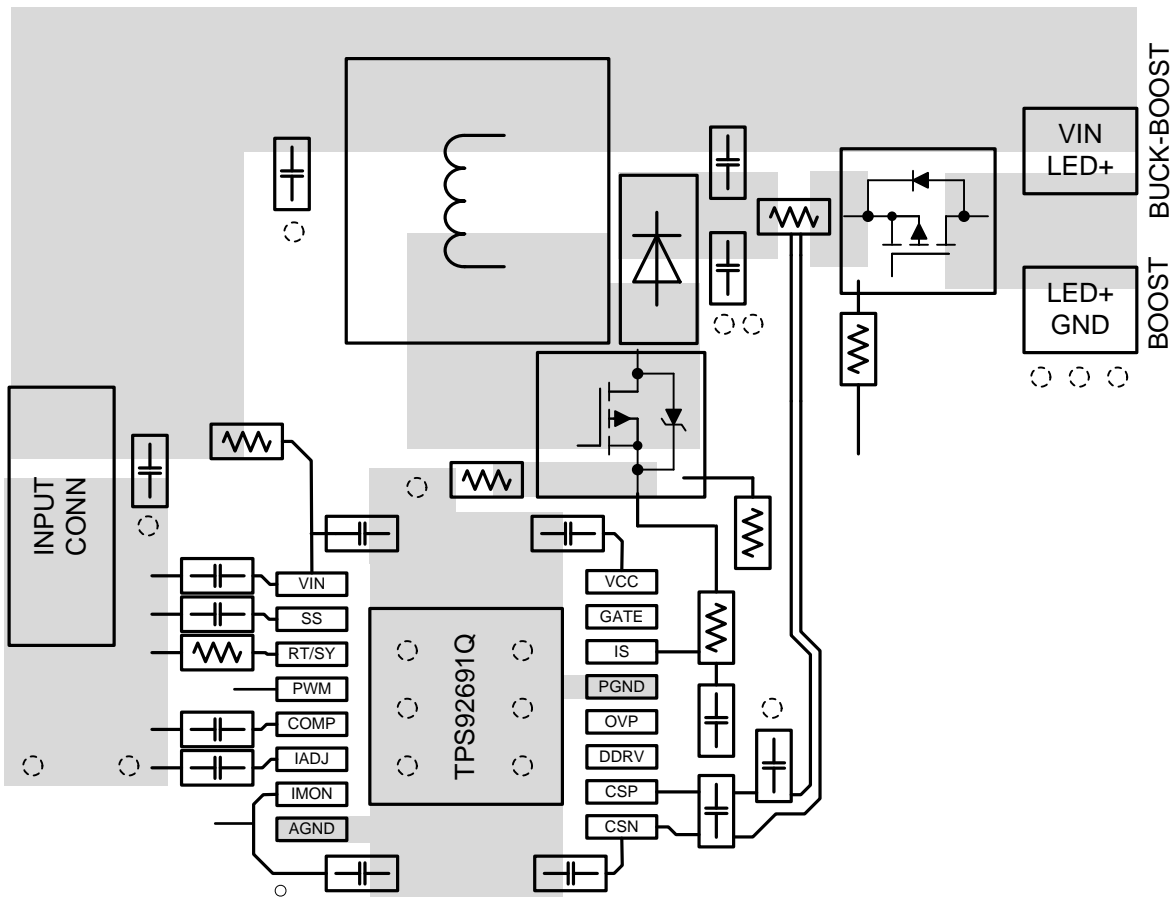 BUCK-BOOST
VIN
LED+
BOOST
LED+
GND
INPUT
CONN
VIN
SS
RT/SY
PWM
COMP
IADJ
IMON
AGND
TPS92691Q
VCC
GATE
IS
PGND
OVP
DDRV
CSP
CSN